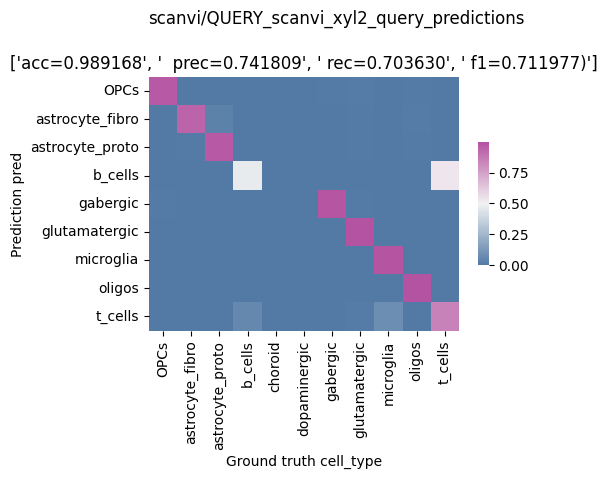 scanvi/QUERY_scanvi_xyl2_query_predictions
['acc=0.989168', '  prec=0.741809', ' rec=0.703630', ' f1=0.711977)']
OPCs
astrocyte_fibro
astrocyte_proto
b_cells
gabergic
glutamatergic
microglia
oligos
t_cells
Prediction pred
0.75
0.50
0.25
0.00
OPCs
astrocyte_fibro
astrocyte_proto
b_cells
choroid
dopaminergic
gabergic
glutamatergic
microglia
oligos
t_cells
Ground truth cell_type